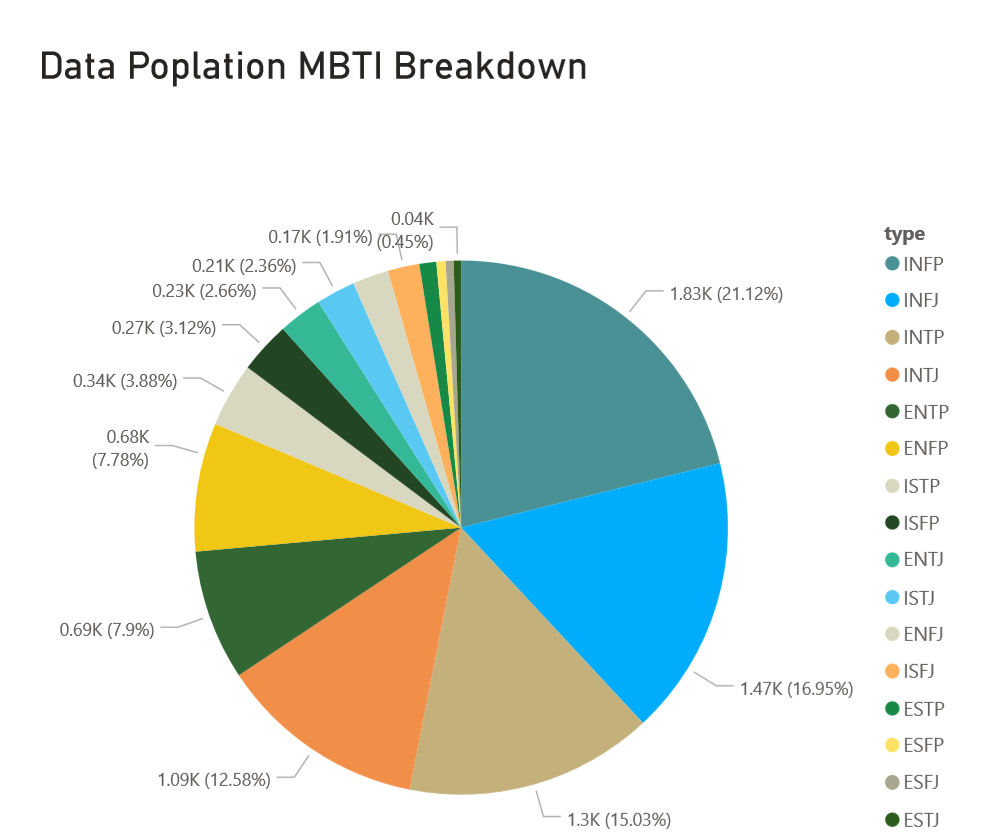 Data Poplation MBTI Breakdown
0.04K
(0.45%)
0.17K (1.91%)
0.21K (2.36%)
0.23K (2.66%)
0.27K (3.12%)
0.34K (3.88%)
0.68K
(7.78%)
0.69K (7.9%)
1.09K (12.58%)
1.3K (15.03%)
1.47K (16.95%)
1.83K (21.12%)
type
INFP
INFJ
INTP
INTJ
ENTP
ENFP
ISTP
ISFP
ENTJ
ISTJ
ENFJ
ISFJ
ESTP
ESFP
ESFJ
ESTJ